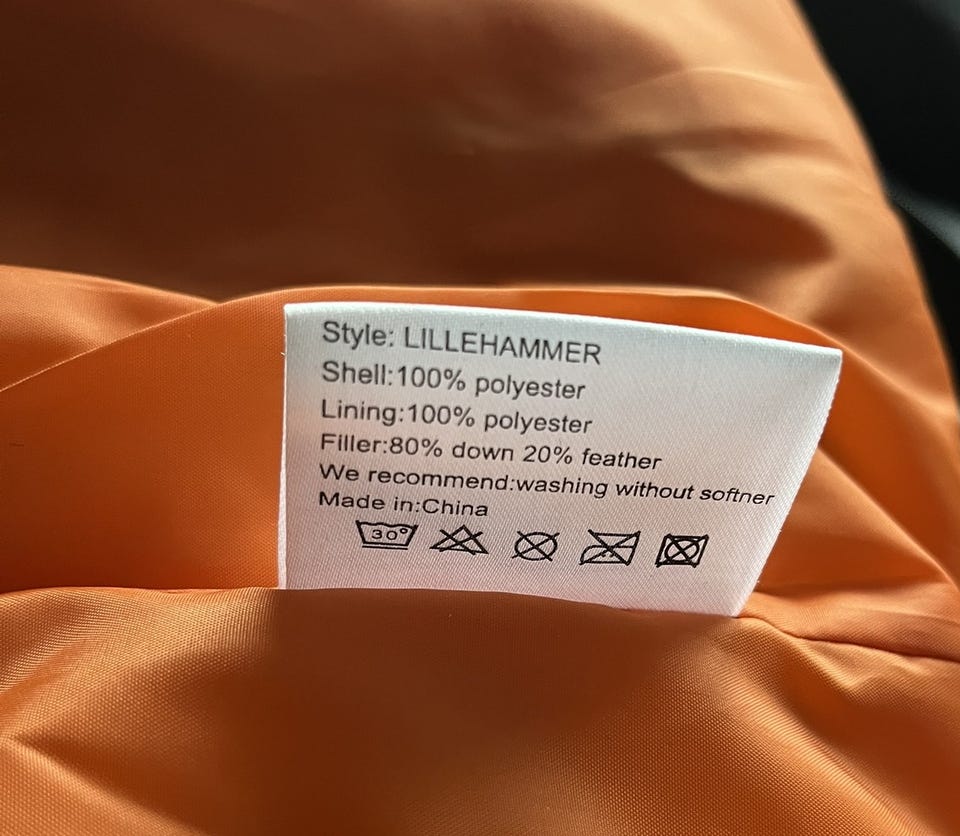 Style: LILLEHAMMER
Shell:100% polyester
Lining:100% polyester
Filler:80% down 20% feather
We recommend:washing without softner
Made in:China
30°